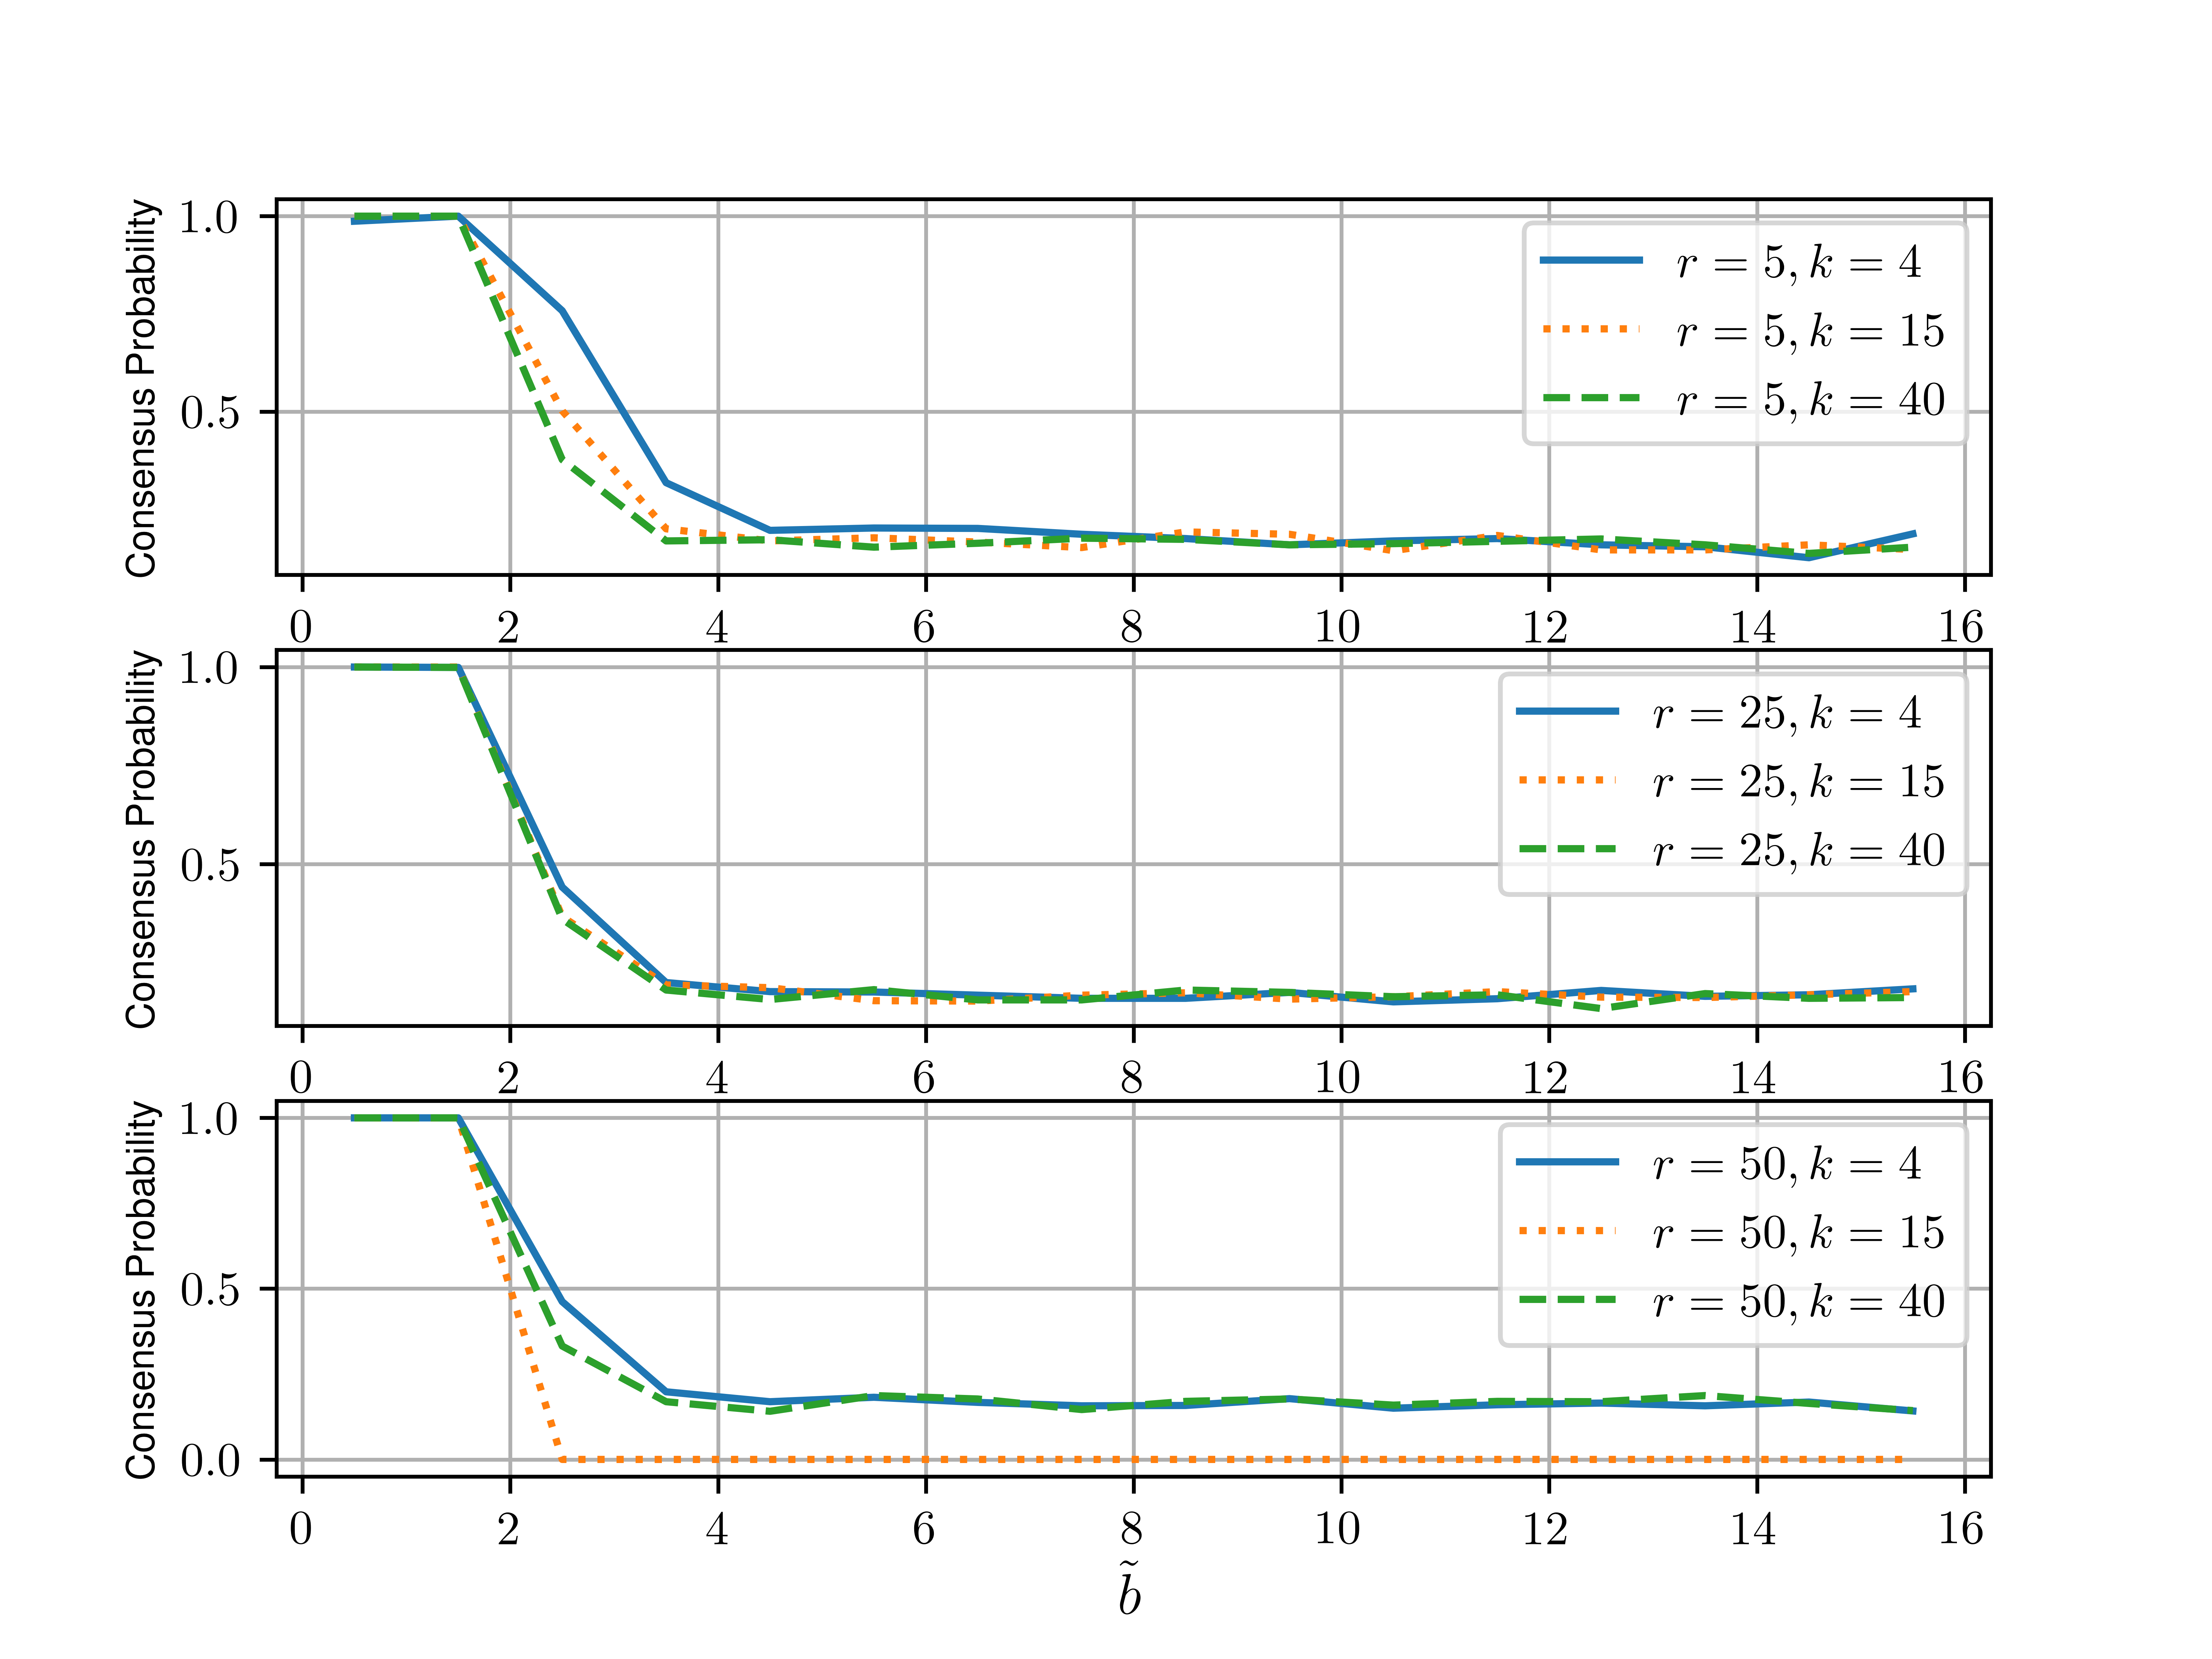 Consensus Probability
1.0
0.5
r = 5, k = 4
r = 5, k = 15
r = 5, k = 40
0 2 4 6 8 10 12 14 16
Consensus Probability
1.0
0.5
r = 25, k = 4
r = 25, k = 15
r = 25, k = 40
0 2 4 6 8 10 12 14 16
Consensus Probability
1.0
0.5
0.0
r = 50, k = 4
r = 50, k = 15
r = 50, k = 40
0 2 4 6 8 10 12 14 16
b̃